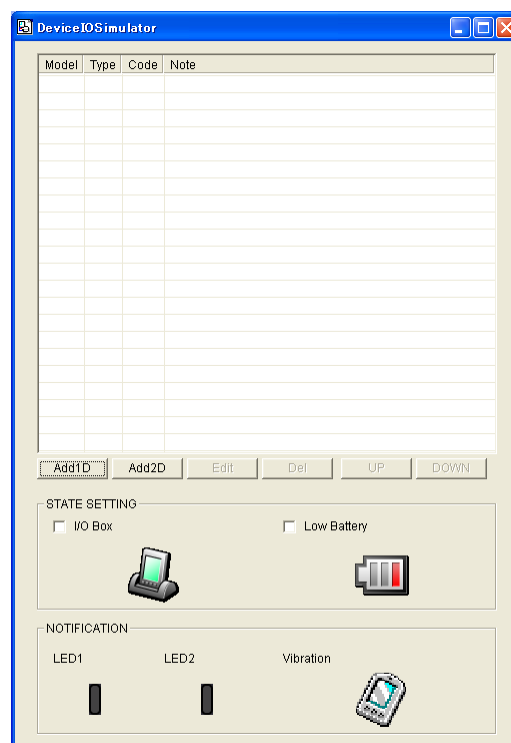 DeviceIOSimulator
Model Type Code Note
Add1D Add2D Edit Del UP DOWN
STATE SETTING
I/O Box Low Battery
NOTIFICATION
LED1 LED2 Vibration